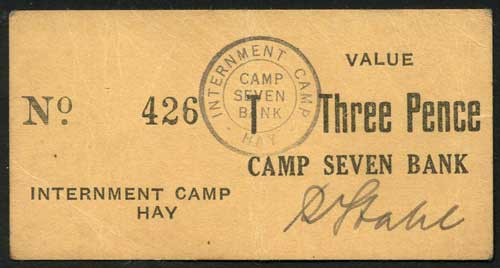 VALUE
No. 426 T Three Pence
CAMP SEVEN BANK
INTERNMENT CAMP
HAY
INTERNMENT CAMP
HAY
CAMP
SEVEN
BANK